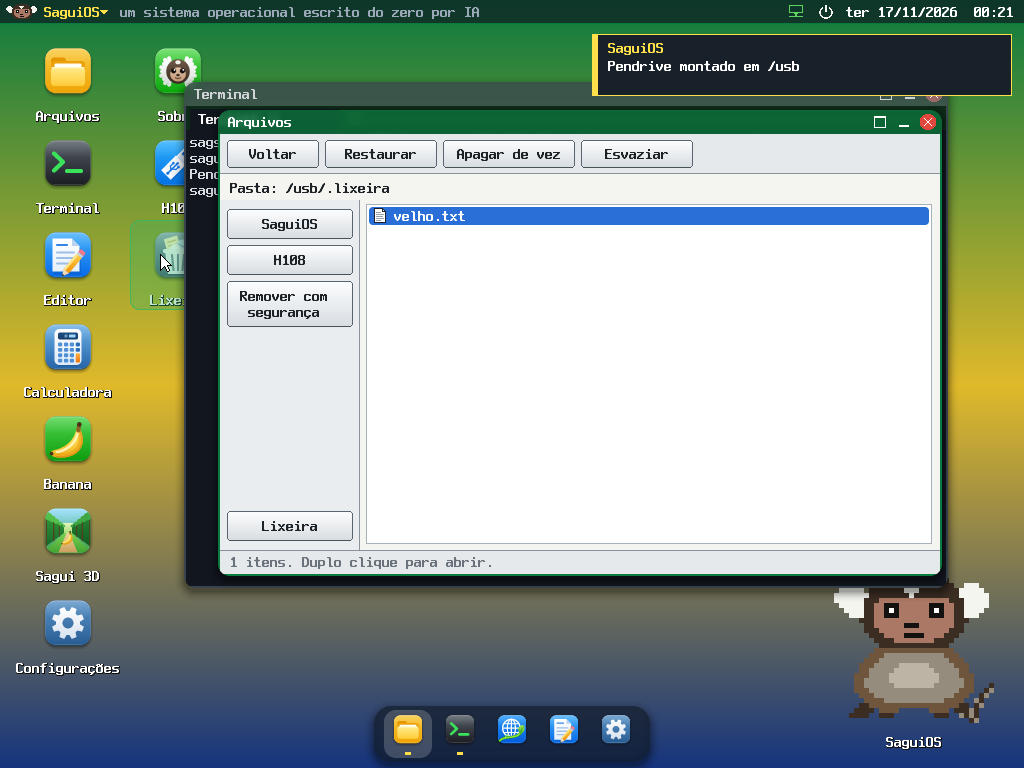 SaguiOS▾ um sistema operacional escrito do zero por IA
ter 17/11/2026 00:21
SaguiOS
Pendrive montado em /usb
Arquivos
Terminal
Editor
Calculadora
Banana
Sagui 3D
Configurações
Terminal
Arquivos
Voltar
Restaurar
Apagar de vez
Esvaziar
Pasta: /usb/.lixeira
SaguiOS
H108
Remover com
segurança
Lixeira
velho.txt
1 itens. Duplo clique para abrir.
SaguiOS